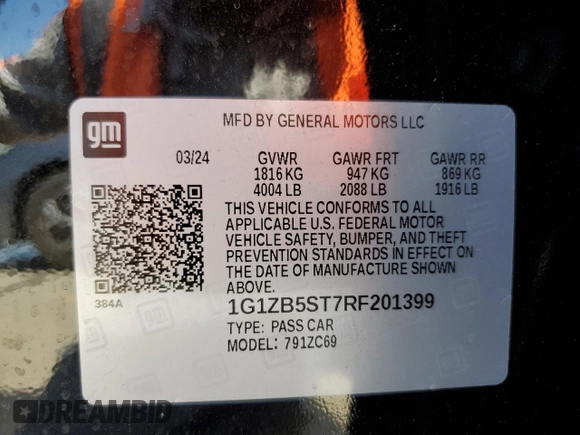 gm
MFD BY GENERAL MOTORS LLC
03/24 GVWR GAWR FRT GAWR RR
1816 KG 947 KG 869 KG
4004 LB 2088 LB 1916 LB
THIS VEHICLE CONFORMS TO ALL
APPLICABLE U.S. FEDERAL MOTOR
VEHICLE SAFETY, BUMPER, AND THEFT
PREVENTION STANDARDS IN EFFECT ON
THE DATE OF MANUFACTURE SHOWN
ABOVE.
384A
1G1ZB5ST7RF201399
TYPE: PASS CAR
MODEL: 791ZC69
DREAMBID